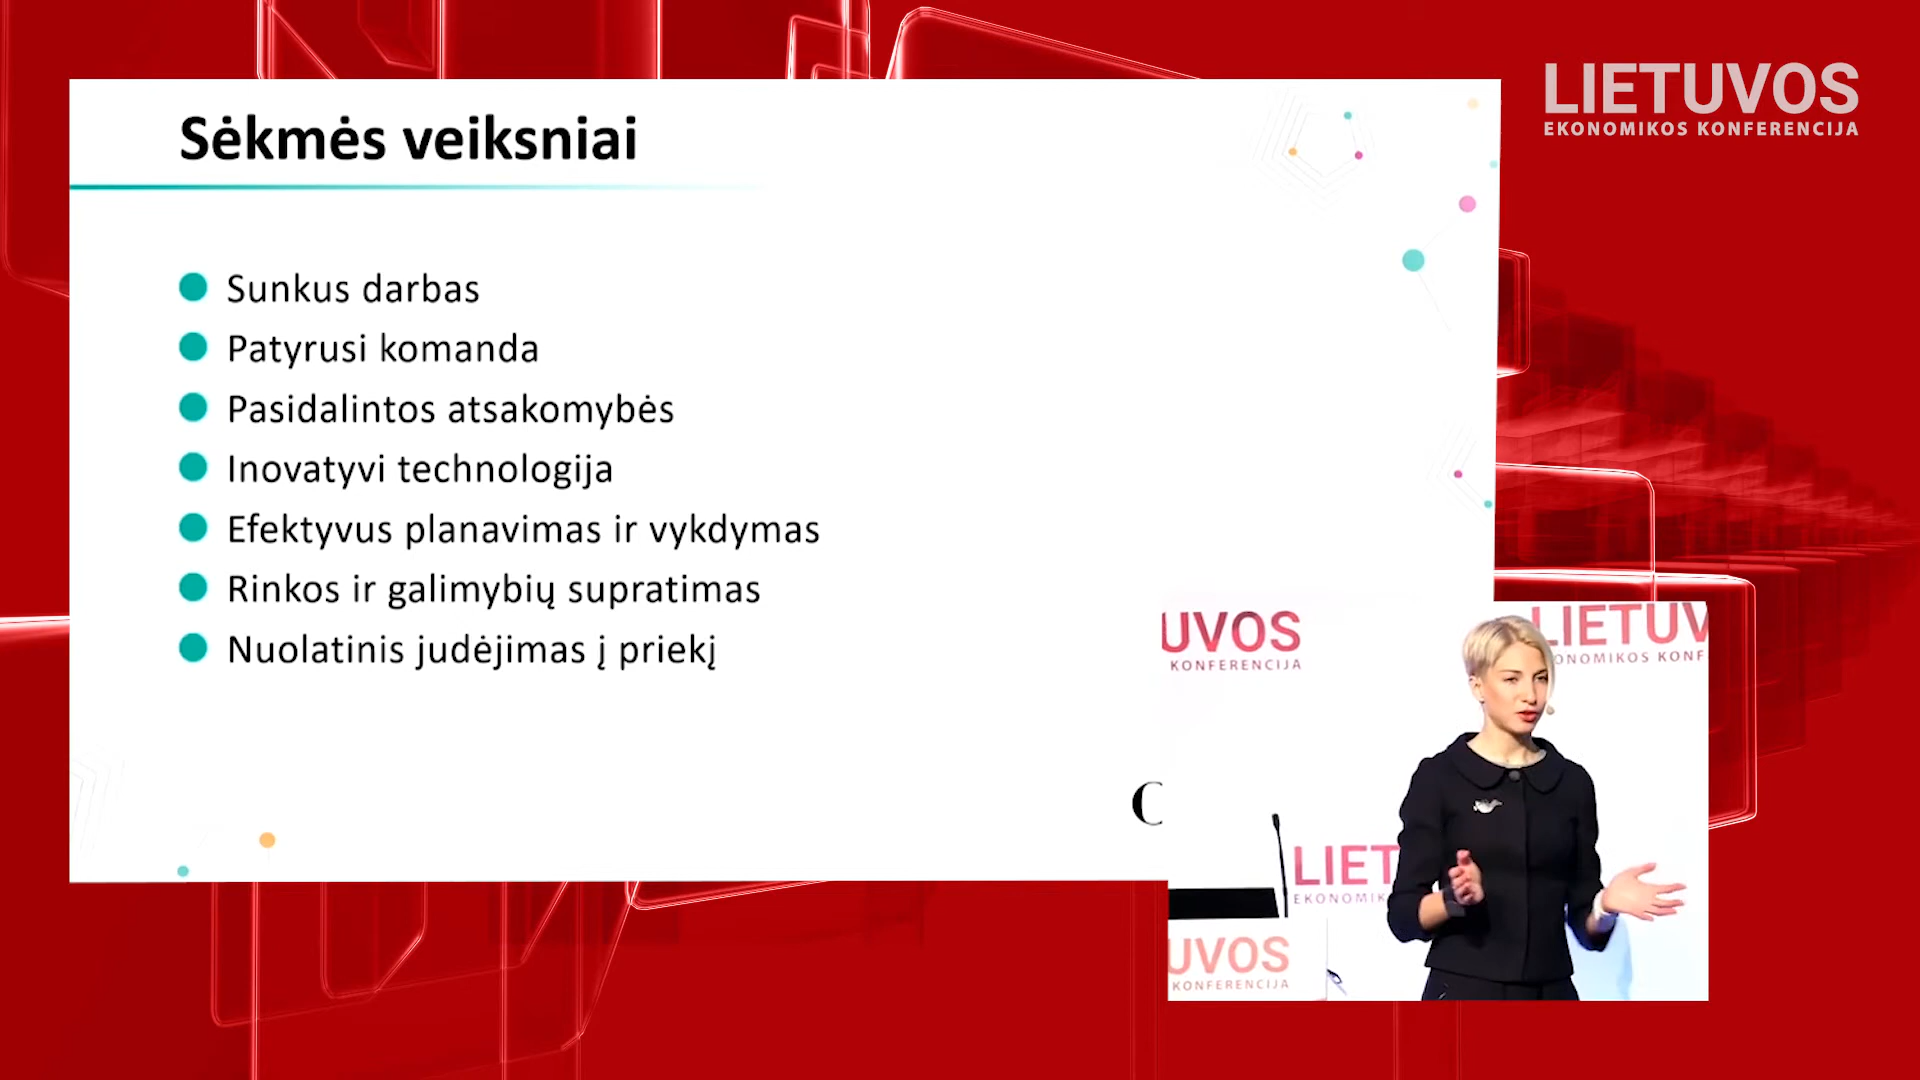 LIETUVOS
EKONOMIKOS KONFERENCIJA
Sėkmės veiksniai
Sunkus darbas
Patyrusi komanda
Pasidalintos atsakomybės
Inovatyvi technologija
Efektyvus planavimas ir vykdymas
Rinkos ir galimybių supratimas
Nuolatinis judėjimas į priekį
C
UVOS
KONFERENCIJA
LIETUV
ONOMIKOS KONF
LIET
EKONOMIK
UVOS
KONFERENCIJA